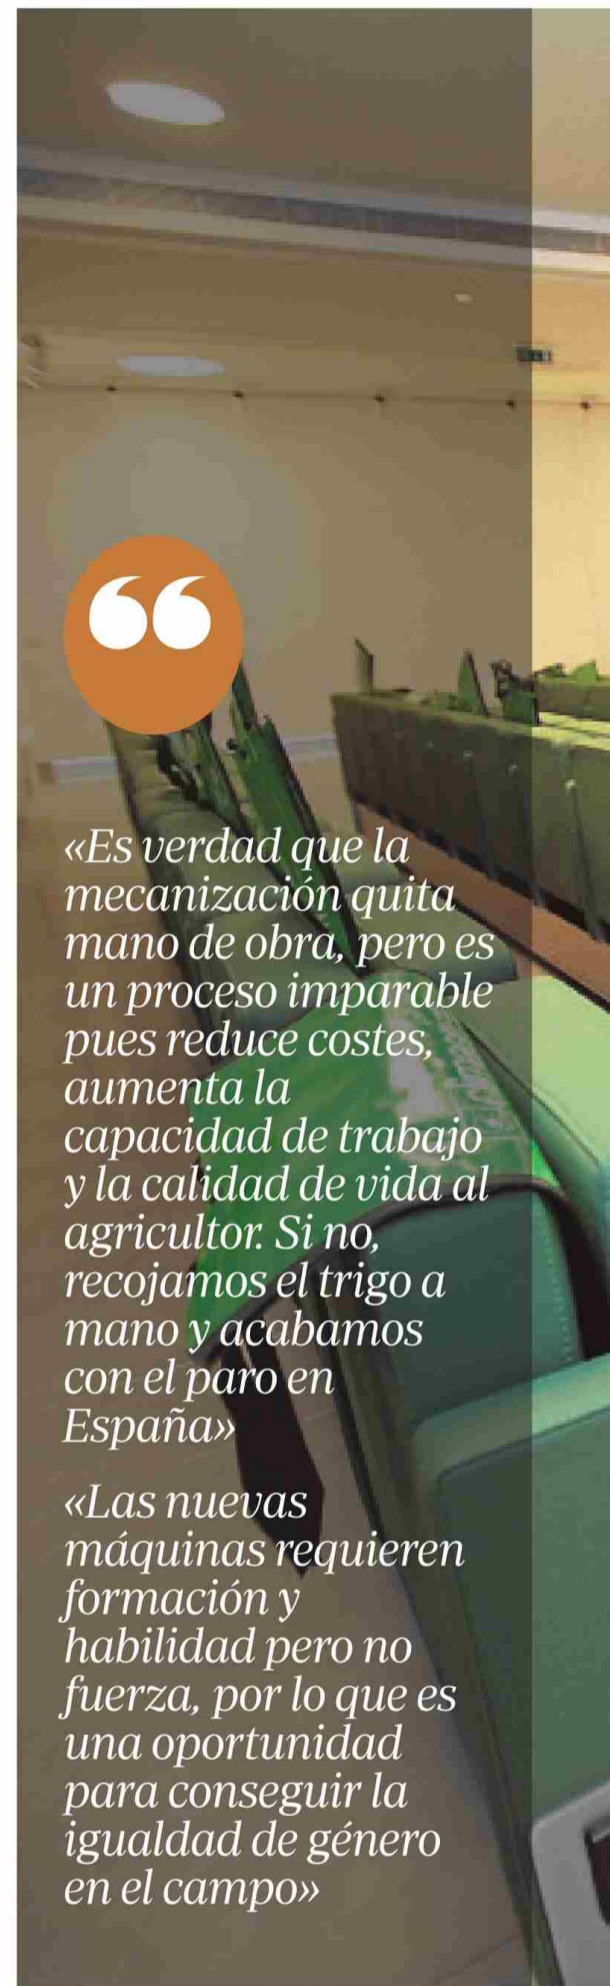 “
«Es verdad que la
mecanización quita
mano de obra, pero es
un proceso imparable
pues reduce costes,
aumenta la
capacidad de trabajo
y la calidad de vida al
agricultor. Si no,
recojamos el trigo a
mano y acabamos
con el paro en
España»
«Las nuevas
máquinas requieren
formación y
habilidad pero no
fuerza, por lo que es
una oportunidad
para conseguir la
igualdad de género
en el campo»